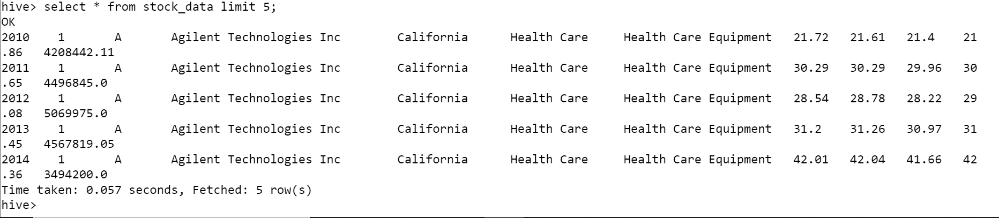 hive> select * from stock_data limit 5;
OK
2010    1       A       Agilent Technologies Inc        California      Health Care     Health Care Equipment   21.72   21.61   21.4    21
.86   4208442.11
2011    1       A       Agilent Technologies Inc        California      Health Care     Health Care Equipment   30.29   30.29   29.96   30
.65   4496845.0
2012    1       A       Agilent Technologies Inc        California      Health Care     Health Care Equipment   28.54   28.78   28.22   29
.08   5069975.0
2013    1       A       Agilent Technologies Inc        California      Health Care     Health Care Equipment   31.2    31.26   30.97   31
.45   4567819.05
2014    1       A       Agilent Technologies Inc        California      Health Care     Health Care Equipment   42.01   42.04   41.66   42
.36   3494200.0
Time taken: 0.057 seconds, Fetched: 5 row(s)
hive>